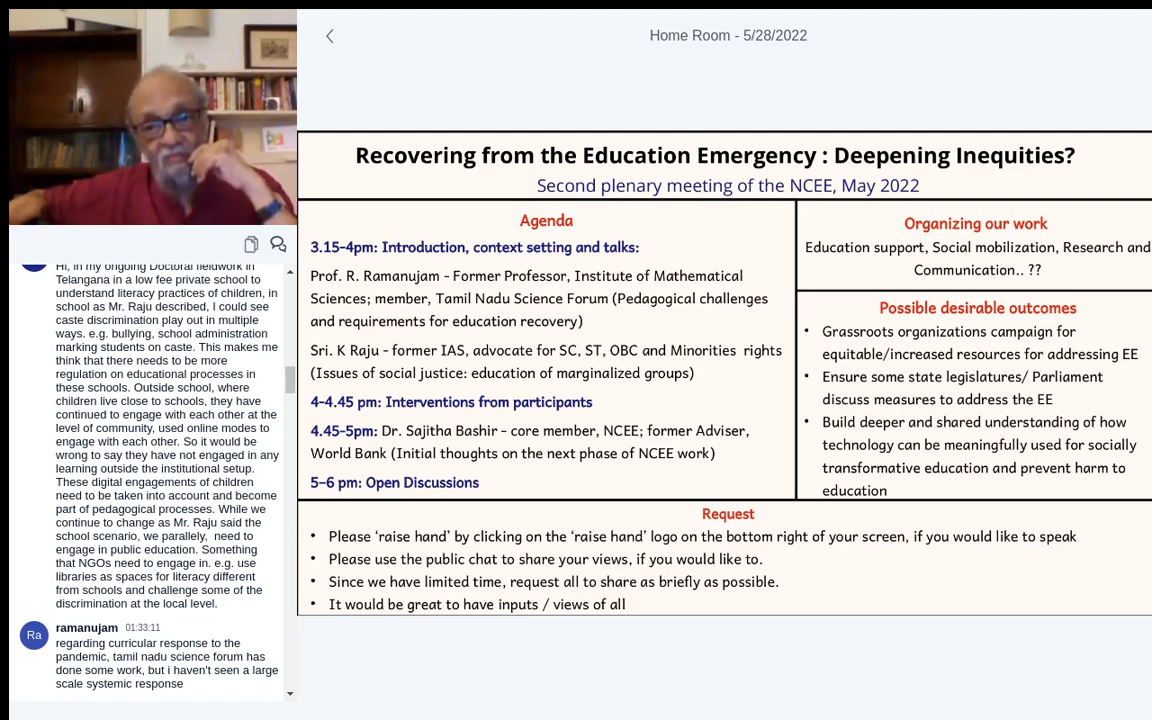 Home Room - 5/28/2022
Recovering from the Education Emergency : Deepening Inequities?
Second plenary meeting of the NCEE, May 2022
Agenda
3.15-4pm: Introduction, context setting and talks:
Prof. R. Ramanujam - Former Professor, Institute of Mathematical
Sciences; member, Tamil Nadu Science Forum (Pedagogical challenges
and requirements for education recovery)
Sri. K Raju - former IAS, advocate for SC, ST, OBC and Minorities rights
(Issues of social justice: education of marginalized groups)
4-4.45 pm: Interventions from participants
4.45-5pm: Dr. Sajitha Bashir - core member, NCEE; former Adviser,
World Bank (Initial thoughts on the next phase of NCEE work)
5-6 pm: Open Discussions
Organizing our work
Education support, Social mobilization, Research and
Communication.. ??
Possible desirable outcomes
• Grassroots organizations campaign for
equitable/increased resources for addressing EE
• Ensure some state legislatures/ Parliament
discuss measures to address the EE
• Build deeper and shared understanding of how
technology can be meaningfully used for socially
transformative education and prevent harm to
education
Request
• Please 'raise hand' by clicking on the 'raise hand' logo on the bottom right of your screen, if you would like to speak
• Please use the public chat to share your views, if you would like to.
• Since we have limited time, request all to share as briefly as possible.
• It would be great to have inputs / views of all
Hi, in my ongoing Doctoral fieldwork in
Telangana in a low fee private school to
understand literacy practices of children, in
school as Mr. Raju described, I could see
caste discrimination play out in multiple
ways. e.g. bullying, school administration
marking students on caste. This makes me
think that there needs to be more
regulation on educational processes in
these schools. Outside school, where
children live close to schools, they have
continued to engage with each other at the
level of community, used online modes to
engage with each other. So it would be
wrong to say they have not engaged in any
learning outside the institutional setup.
These digital engagements of children
need to be taken into account and become
part of pedagogical processes. While we
continue to change as Mr. Raju said the
school scenario, we parallely, need to
engage in public education. Something
that NGOs need to engage in. e.g. use
libraries as spaces for literacy different
from schools and challenge some of the
discrimination at the local level.
Ra
ramanujam 01:33:11
regarding curricular response to the
pandemic, tamil nadu science forum has
done some work, but i haven't seen a large
scale systemic response